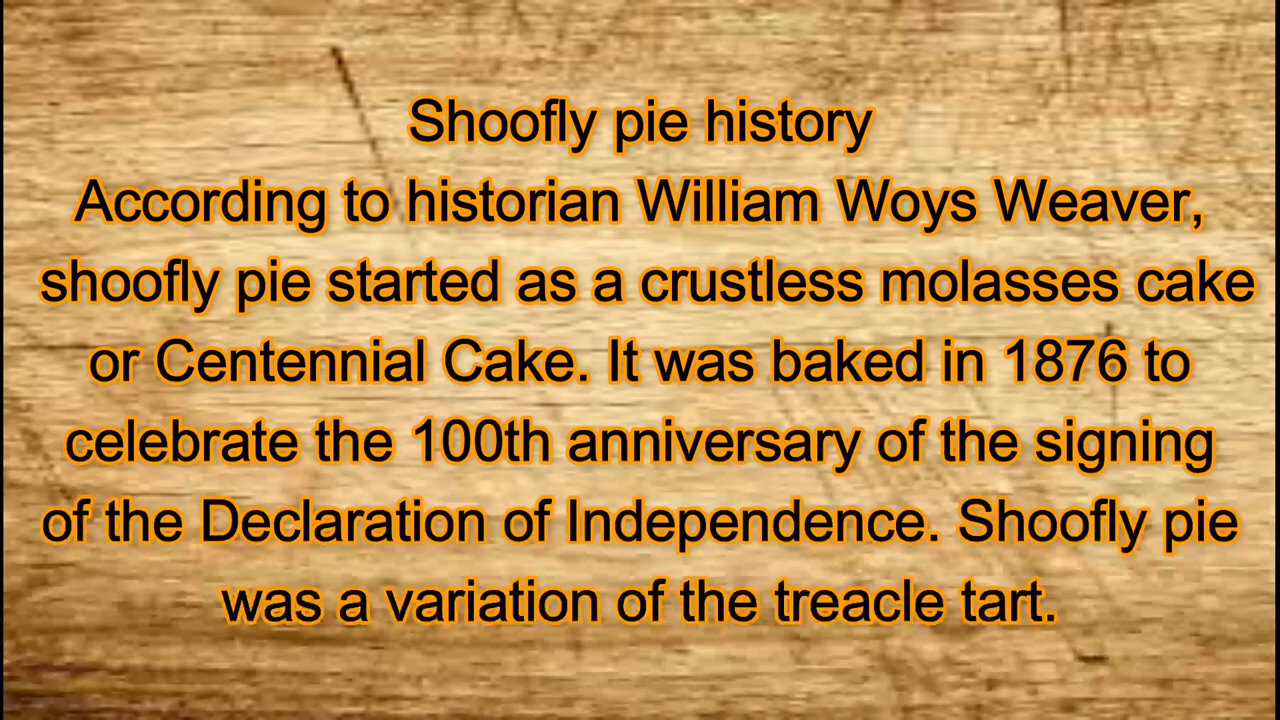 Shoofly pie history
According to historian William Woys Weaver,
shoofly pie started as a crustless molasses cake
or Centennial Cake. It was baked in 1876 to
celebrate the 100th anniversary of the signing
of the Declaration of Independence. Shoofly pie
was a variation of the treacle tart.